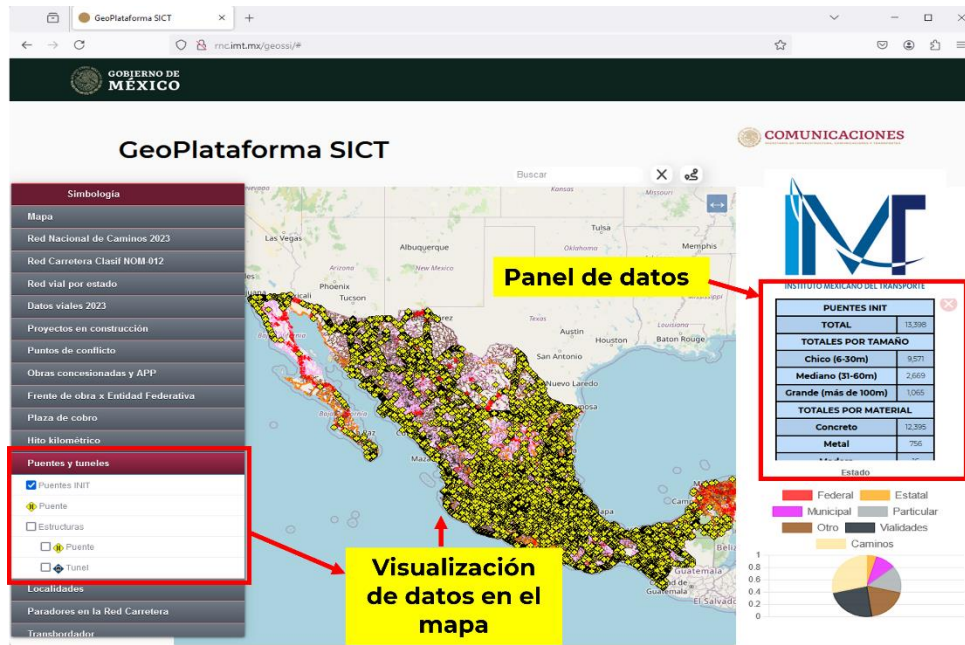 GeoPlataforma SICT
rnc.imt.mx/geossi/#
GOBIERNO DE
MÉXICO
GeoPlataforma SICT
COMUNICACIONES
Buscar
Simbología
Mapa
Red Nacional de Caminos 2023
Red Carretera Clasif NOM-012
Red vial por estado
Datos viales 2023
Proyectos en construcción
Puntos de conflicto
Obras concesionadas y APP
Frente de obra x Entidad Federativa
Plaza de cobro
Hito kilométrico
Puentes y tuneles
Puentes INIT
Puente
Estructuras
Puente
Tunel
Localidades
Paradores en la Red Carretera
Transbordador
Nevada
Kansas
Missouri
Las Vegas
Albuquerque
Tulsa
Oklahoma
Memphis
Arizona
New Mexico
Phoenix
Tucson
Texas
Austin
Houston
Louisiana
Baton Rouge
San Antonio
Nuevo Laredo
Guatemala
El Salvador
Panel de datos
Visualización
de datos en el
mapa
INSTITUTO MEXICANO DEL TRANSPORTE
PUENTES INIT
TOTAL 13,398
TOTALES POR TAMAÑO
Chico (6-30m) 9,571
Mediano (31-60m) 2,669
Grande (más de 100m) 1,065
TOTALES POR MATERIAL
Concreto 12,395
Metal 756
Estado
Federal Estatal
Municipal Particular
Otro Vialidades
Caminos
1
0.8
0.6
0.4
0.2
0